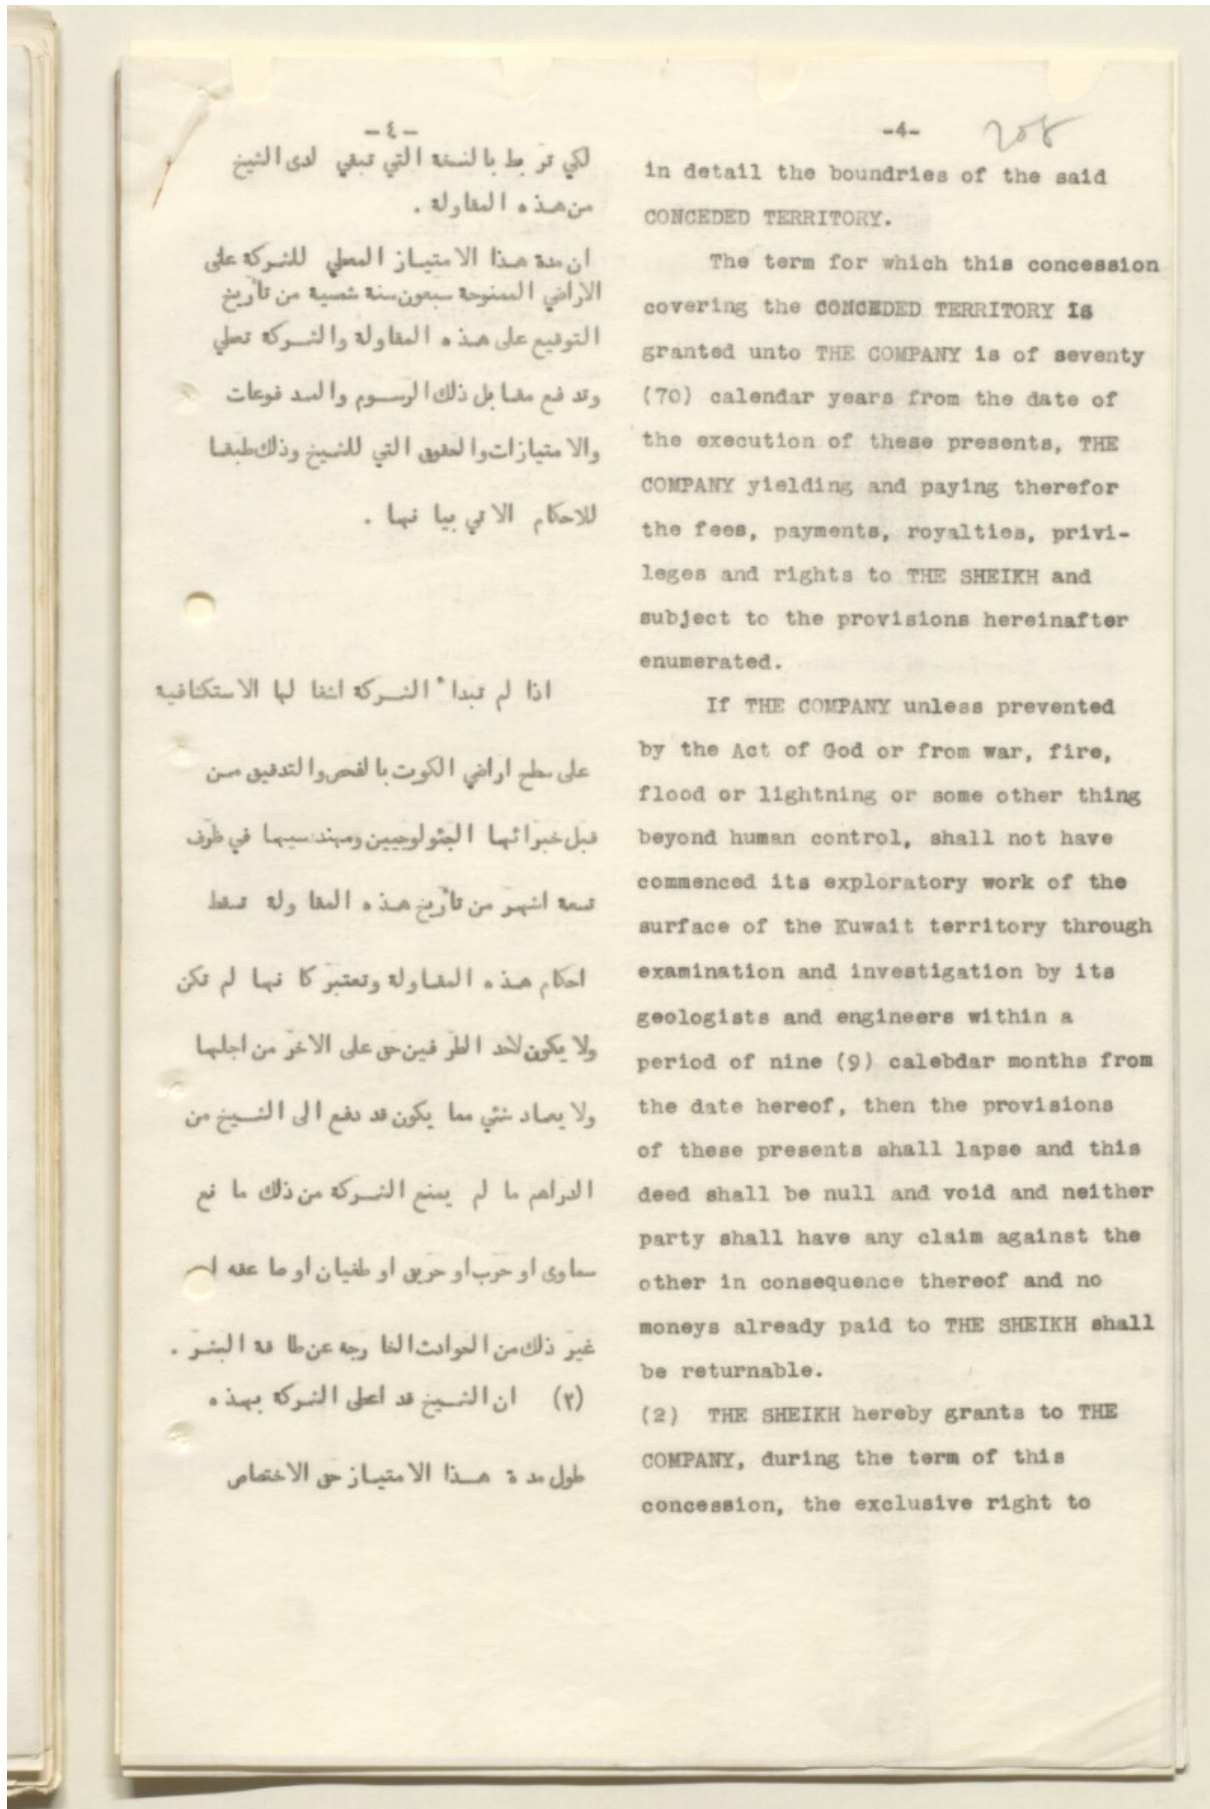 -٤-
لكي تربط بالنسخة التي تبقي لدى الشيخ
من هذه المقاولة .
ان مدة هذا الامتياز المعطي للشركة على
الاراضي الممنوحة سبعون سنة شمسية من تأريخ
التوقيع على هذه المقاولة والشركة تعطي
وتدفع مقابل ذلك الرسوم والمدفوعات
والامتيازات والحقوق التي للشيخ وذلك طبقا
للاحكام الاتي بيانها .
اذا لم تبدأ الشركة اشغالها الاستكشافية
على سطح اراضي الكوت بالفحص والتدقيق من
قبل خبرائها الجئولوجيين ومهندسيها في ظرف
تسعة اشهر من تأريخ هذه المقاولة تسقط
احكام هذه المقاولة وتعتبر كانها لم تكن
ولا يكون لاحد الطرفين حق على الاخر من اجلها
ولا يعاد شئي مما يكون قد دفع الى الشيخ من
الدراهم ما لم يمنع الشركة من ذلك مانع
سماوى او حرب او حريق او طغيان او صاعقه او
غير ذلك من الحوادث الخارجه عن طاقة البشر .
(٢) ان الشيخ قد اعطى الشركة بهذه
طول مدة هذا الامتياز حق الاختصاص
-4-
208
in detail the boundries of the said
CONCEDED TERRITORY.
The term for which this concession
covering the CONCEDED TERRITORY is
granted unto THE COMPANY is of seventy
(70) calendar years from the date of
the execution of these presents, THE
COMPANY yielding and paying therefor
the fees, payments, royalties, privi-
leges and rights to THE SHEIKH and
subject to the provisions hereinafter
enumerated.
If THE COMPANY unless prevented
by the Act of God or from war, fire,
flood or lightning or some other thing
beyond human control, shall not have
commenced its exploratory work of the
surface of the Kuwait territory through
examination and investigation by its
geologists and engineers within a
period of nine (9) calebdar months from
the date hereof, then the provisions
of these presents shall lapse and this
deed shall be null and void and neither
party shall have any claim against the
other in consequence thereof and no
moneys already paid to THE SHEIKH shall
be returnable.
(2) THE SHEIKH hereby grants to THE
COMPANY, during the term of this
concession, the exclusive right to